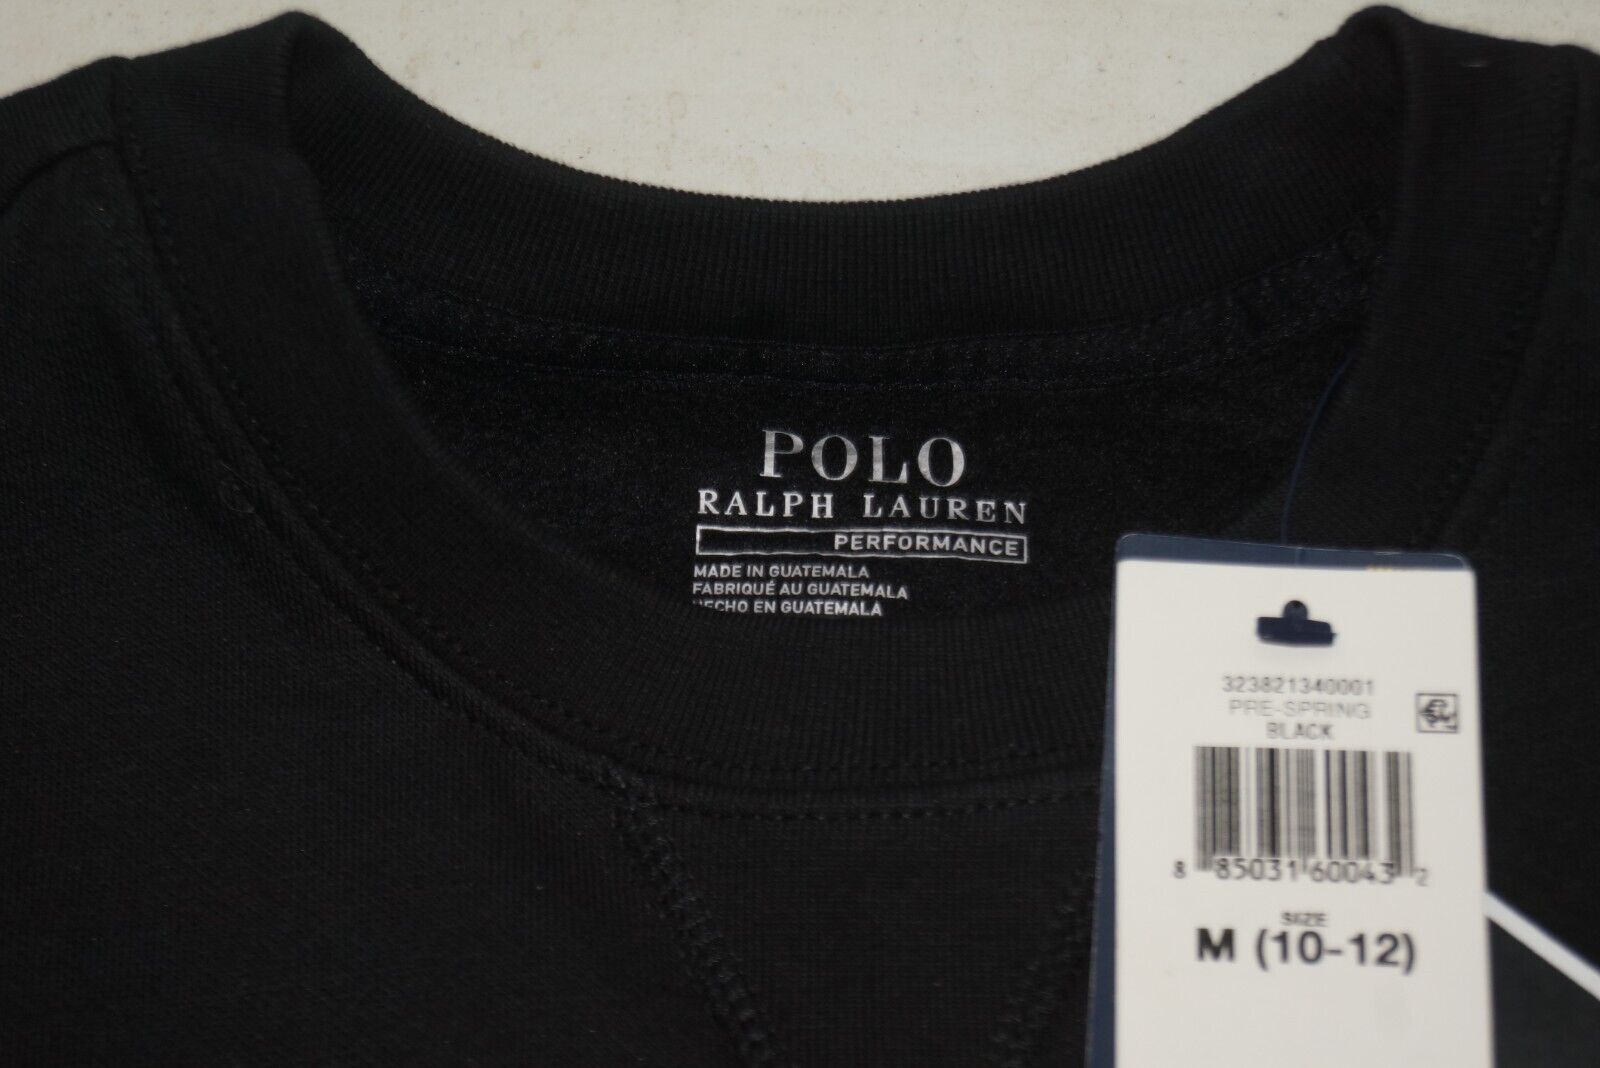 POLO
RALPH LAUREN
PERFORMANCE
MADE IN GUATEMALA
FABRIQUÉ AU GUATEMALA
HECHO EN GUATEMALA
323821340001
PRE-SPRING
BLACK
8 85031 60043 2
SIZE
M (10-12)